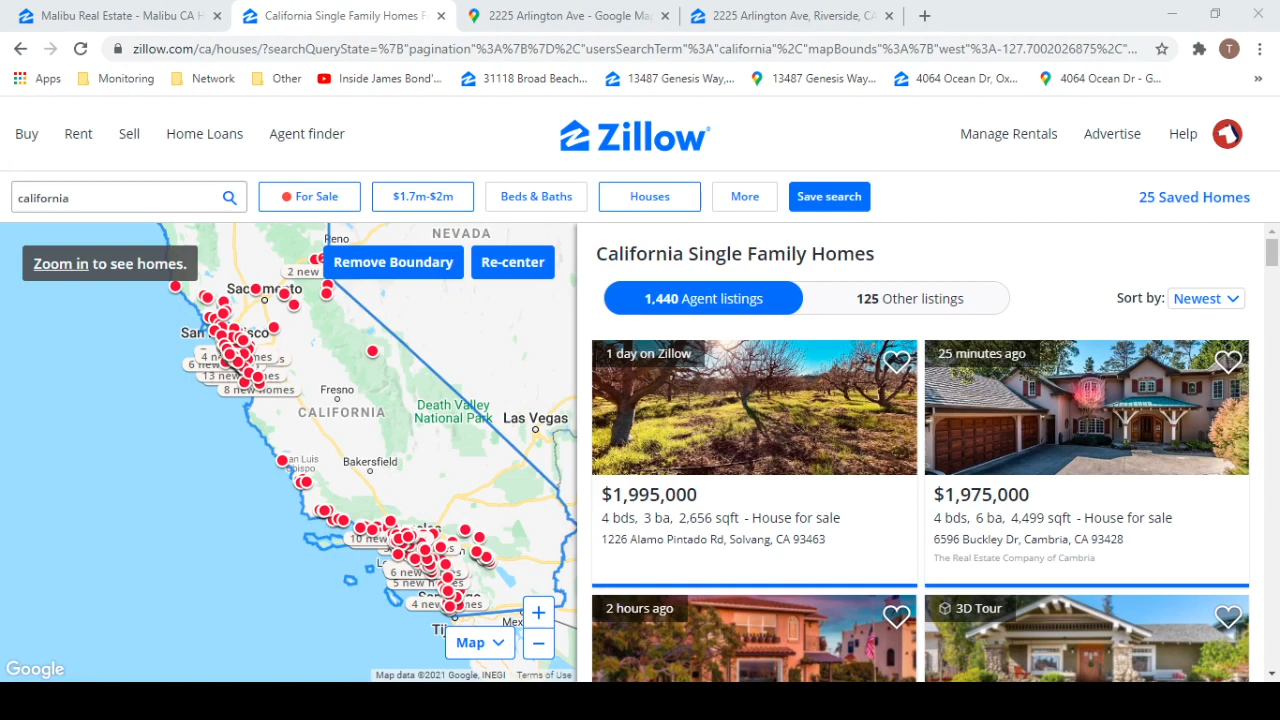 Malibu Real Estate - Malibu CA H
California Single Family Homes F
2225 Arlington Ave - Google Ma
2225 Arlington Ave, Riverside, CA
zillow.com/ca/houses/?searchQueryState=%7B"pagination"%3A%7B%7D%2C"usersSearchTerm"%3A"california"%2C"mapBounds"%3A%7B"west"%3A-127.7002026875%2C"...
T
Apps
Monitoring
Network
Other
Inside James Bond'...
31118 Broad Beach...
13487 Genesis Way,...
13487 Genesis Way...
4064 Ocean Dr, Ox...
4064 Ocean Dr - G...
Buy
Rent
Sell
Home Loans
Agent finder
Zillow
Manage Rentals
Advertise
Help
california
For Sale
$1.7m-$2m
Beds & Baths
Houses
More
Save search
25 Saved Homes
Zoom in to see homes.
Remove Boundary
Re-center
Reno
NEVADA
2 new
13 new
8 new homes
Fresno
CALIFORNIA
Death Valley
National Park
Las Vegas
Bakersfield
10 new
6 new
5 new
4 new homes
Map
Google
Map data ©2021 Google, INEGI
Terms of Use
California Single Family Homes
1,440 Agent listings
125 Other listings
Sort by: Newest
1 day on Zillow
$1,995,000
4 bds, 3 ba, 2,656 sqft - House for sale
1226 Alamo Pintado Rd, Solvang, CA 93463
25 minutes ago
$1,975,000
4 bds, 6 ba, 4,499 sqft - House for sale
6596 Buckley Dr, Cambria, CA 93428
The Real Estate Company of Cambria
2 hours ago
3D Tour